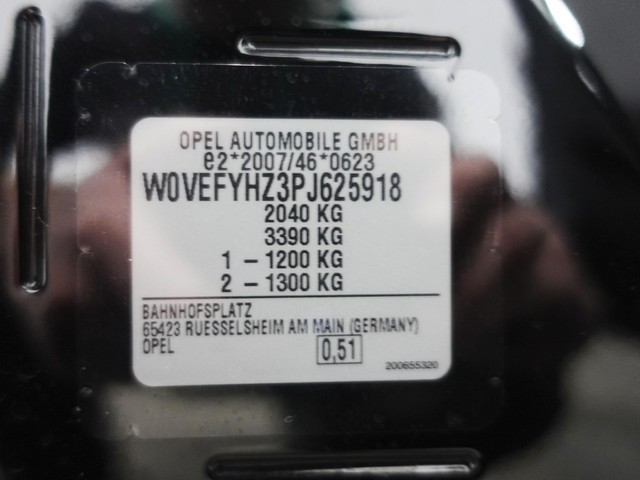 OPEL AUTOMOBILE GMBH
e2*2007/46*0623
W0VEFYHZ3PJ625918
2040 KG
3390 KG
1 – 1200 KG
2 – 1300 KG
BAHNHOFSPLATZ
65423 RUESSELSHEIM AM MAIN (GERMANY)
OPEL 0,51
200655320